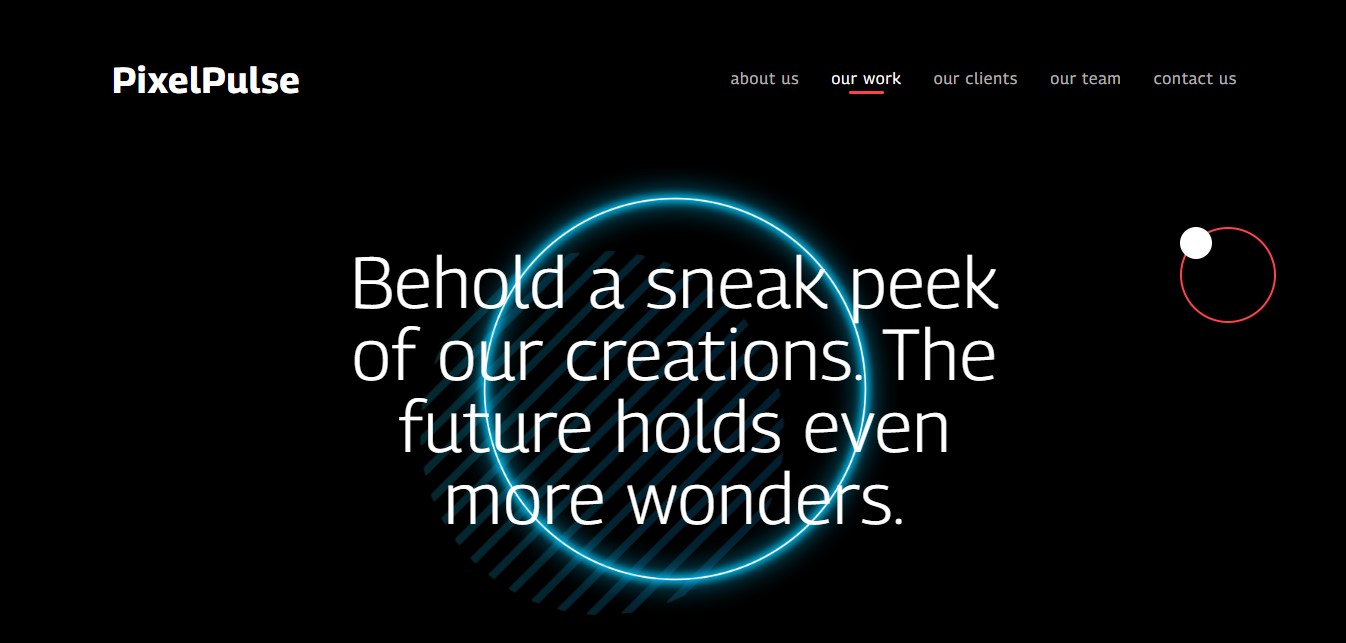 PixelPulse
about us our work our clients our team contact us
Behold a sneak peek
of our creations. The
future holds even
more wonders.